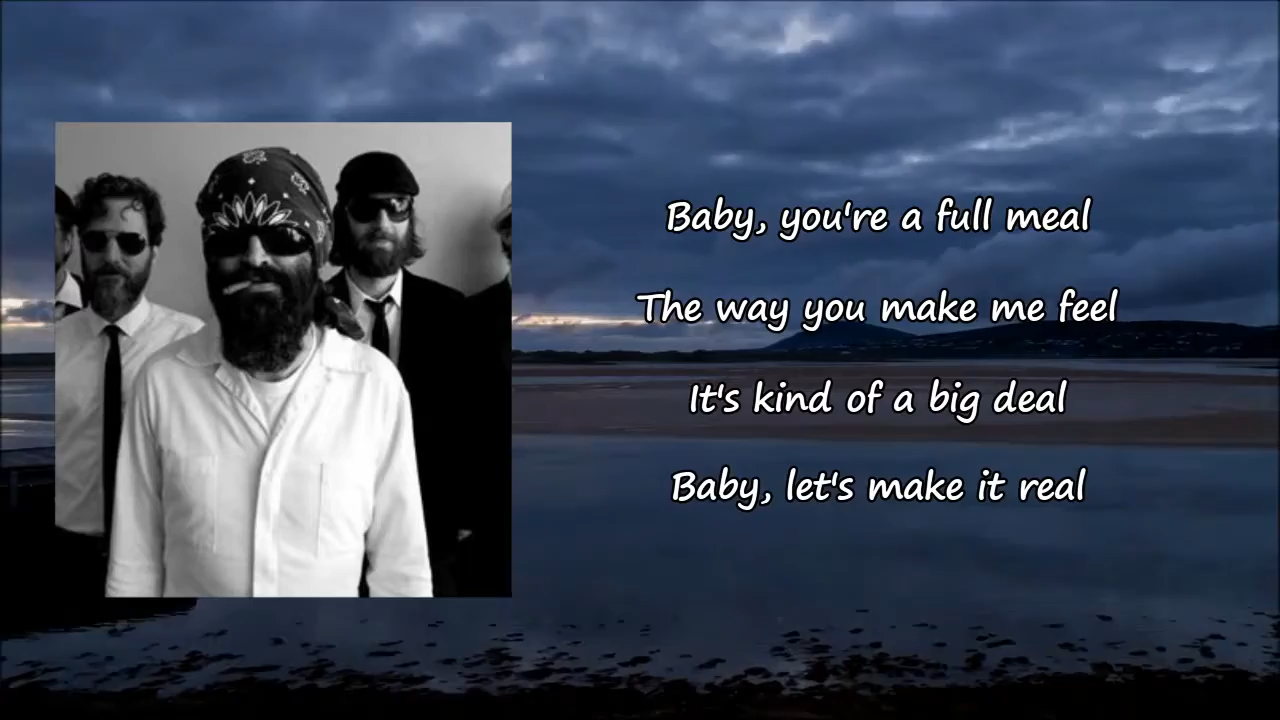 Baby, you're a full meal
The way you make me feel
It's kind of a big deal
Baby, let's make it real